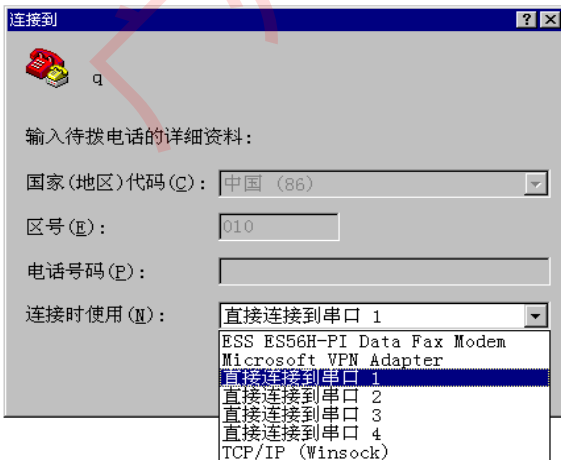 连接到
q
输入待拨电话的详细资料:
国家(地区)代码(C): 中国 (86)
区号(E): 010
电话号码(P):
连接时使用(N): 直接连接到串口 1
ESS ES56H-PI Data Fax Modem
Microsoft VPN Adapter
直接连接到串口 1
直接连接到串口 2
直接连接到串口 3
直接连接到串口 4
TCP/IP (Winsock)